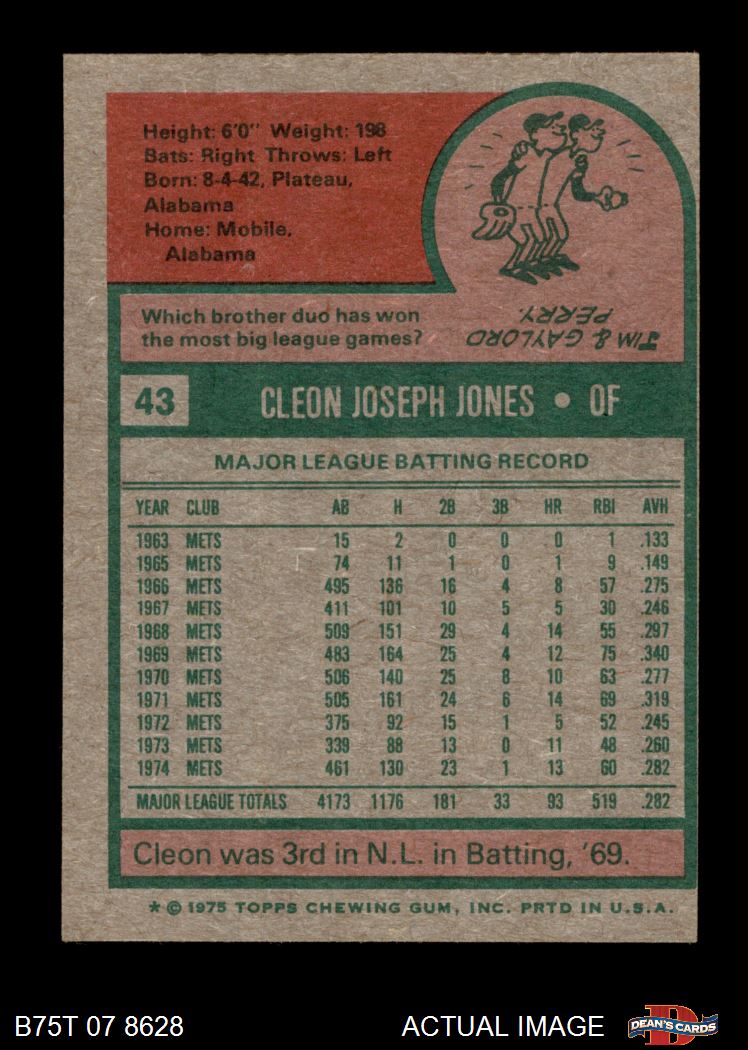 Height: 6'0" Weight: 198
Bats: Right Throws: Left
Born: 8-4-42, Plateau,
Alabama
Home: Mobile,
Alabama
Which brother duo has won
the most big league games?
TIM & GAYLORD
PERRY.
43 CLEON JOSEPH JONES • OF
MAJOR LEAGUE BATTING RECORD
YEAR CLUB AB H 2B 3B HR RBI AVH
1963 METS 15 2 0 0 0 1 .133
1965 METS 74 11 1 0 1 9 .149
1966 METS 495 136 16 4 8 57 .275
1967 METS 411 101 10 5 5 30 .246
1968 METS 509 151 29 4 14 55 .297
1969 METS 483 164 25 4 12 75 .340
1970 METS 506 140 25 8 10 63 .277
1971 METS 505 161 24 6 14 69 .319
1972 METS 375 92 15 1 5 52 .245
1973 METS 339 88 13 0 11 48 .260
1974 METS 461 130 23 1 13 60 .282
MAJOR LEAGUE TOTALS 4173 1176 181 33 93 519 .282
Cleon was 3rd in N.L. in Batting, '69.
* © 1975 TOPPS CHEWING GUM, INC. PRTD IN U.S.A.
B75T 07 8628 ACTUAL IMAGE DEAN'S CARDS